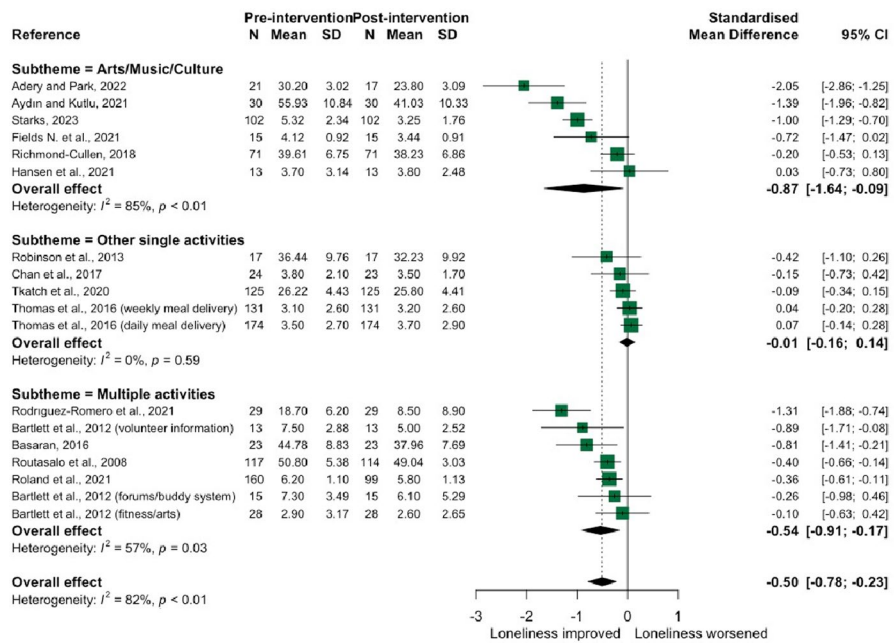 Pre-intervention Post-intervention Standardised
Reference N Mean SD N Mean SD Mean Difference 95% CI
Subtheme = Arts/Music/Culture
Adery and Park, 2022 21 30.20 3.02 17 23.80 3.09 -2.05 [-2.86; -1.25]
Aydın and Kutlu, 2021 30 55.93 10.84 30 41.03 10.33 -1.39 [-1.96; -0.82]
Starks, 2023 102 5.32 2.34 102 3.25 1.76 -1.00 [-1.29; -0.70]
Fields N. et al., 2021 15 4.12 0.92 15 3.44 0.91 -0.72 [-1.47; 0.02]
Richmond-Cullen, 2018 71 39.61 6.75 71 38.23 6.86 -0.20 [-0.53; 0.13]
Hansen et al., 2021 13 3.70 3.14 13 3.80 2.48 0.03 [-0.73; 0.80]
Overall effect -0.87 [-1.64; -0.09]
Heterogeneity: I² = 85%, p < 0.01
Subtheme = Other single activities
Robinson et al., 2013 17 36.44 9.76 17 32.23 9.92 -0.42 [-1.10; 0.26]
Chan et al., 2017 24 3.80 2.10 23 3.50 1.70 -0.15 [-0.73; 0.42]
Tkatch et al., 2020 125 26.22 4.43 125 25.80 4.41 -0.09 [-0.34; 0.15]
Thomas et al., 2016 (weekly meal delivery) 131 3.10 2.60 131 3.20 2.60 0.04 [-0.20; 0.28]
Thomas et al., 2016 (daily meal delivery) 174 3.50 2.70 174 3.70 2.90 0.07 [-0.14; 0.28]
Overall effect -0.01 [-0.16; 0.14]
Heterogeneity: I² = 0%, p = 0.59
Subtheme = Multiple activities
Rodrıguez-Romero et al., 2021 29 18.70 6.20 29 8.50 8.90 -1.31 [-1.88; -0.74]
Bartlett et al., 2012 (volunteer information) 13 7.50 2.88 13 5.00 2.52 -0.89 [-1.71; -0.08]
Basaran, 2016 23 44.78 8.83 23 37.96 7.69 -0.81 [-1.41; -0.21]
Routasalo et al., 2008 117 50.80 5.38 114 49.04 3.03 -0.40 [-0.66; -0.14]
Roland et al., 2021 160 6.20 1.10 99 5.80 1.13 -0.36 [-0.61; -0.11]
Bartlett et al., 2012 (forums/buddy system) 15 7.30 3.49 15 6.10 5.29 -0.26 [-0.98; 0.46]
Bartlett et al., 2012 (fitness/arts) 28 2.90 3.17 28 2.60 2.65 -0.10 [-0.63; 0.42]
Overall effect -0.54 [-0.91; -0.17]
Heterogeneity: I² = 57%, p = 0.03
Overall effect -0.50 [-0.78; -0.23]
Heterogeneity: I² = 82%, p < 0.01
-3 -2 -1 0 1
Loneliness improved Loneliness worsened